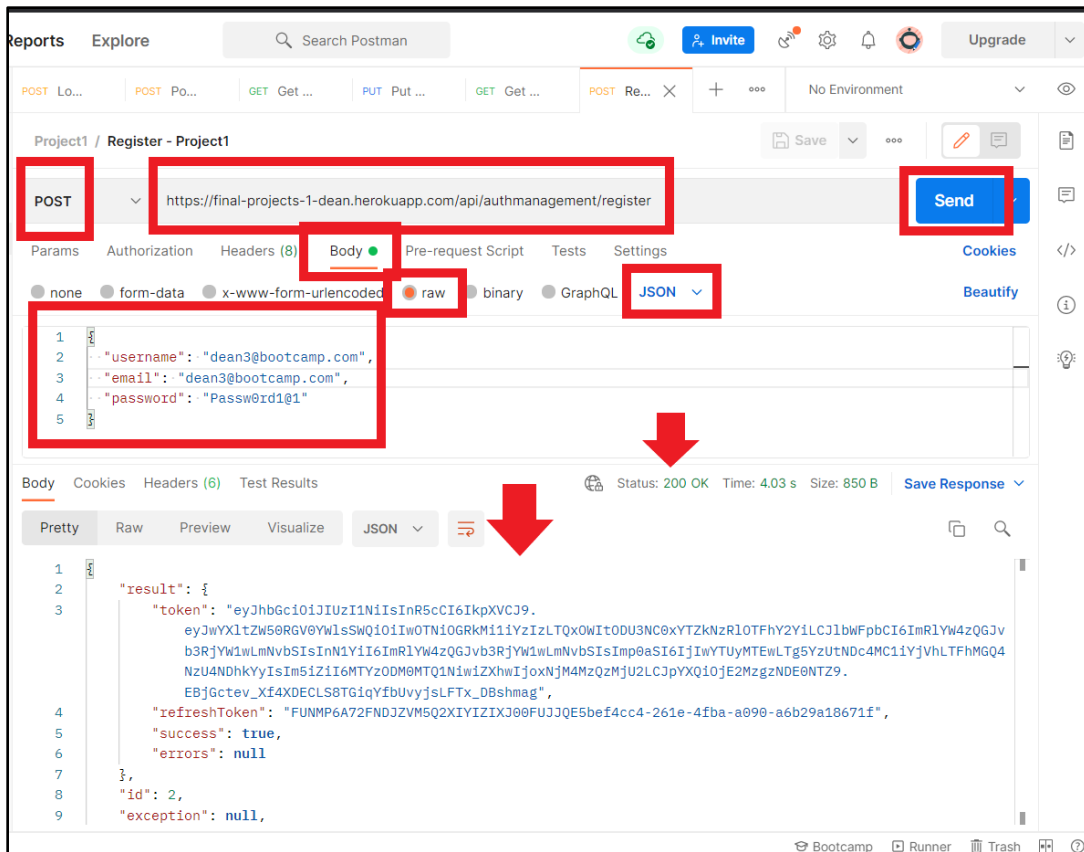 Reports Explore Search Postman Invite Upgrade
POST Lo... POST Po... GET Get ... PUT Put ... GET Get ... POST Re... No Environment
Project1 / Register - Project1 Save
POST https://final-projects-1-dean.herokuapp.com/api/authmanagement/register Send
Params Authorization Headers (8) Body Pre-request Script Tests Settings Cookies
none form-data x-www-form-urlencoded raw binary GraphQL JSON Beautify
1 {
2 "username": "dean3@bootcamp.com",
3 "email": "dean3@bootcamp.com",
4 "password": "Passw0rd1@1"
5 }
Body Cookies Headers (6) Test Results Status: 200 OK Time: 4.03 s Size: 850 B Save Response
Pretty Raw Preview Visualize JSON
1 {
2 "result": {
3 "token": "eyJhbGciOiJIUzI1NiIsInR5cCI6IkpXVCJ9.
eyJwYXltZW50RGV0YWlsSWQiOiIwOTNiOGRkMi1iYzIzLTQxOWItODU3NC0xYTZkNzRlOTFhY2YiLCJlbWFpbCI6ImRlYW4zQGJv
b3RjYW1wLmNvbSIsInN1YiI6ImRlYW4zQGJvb3RjYW1wLmNvbSIsImp0aSI6IjIwYTUyMTEwLTg5YzUtNDc4MC1iYjVhLTFhMGQ4
NzU4NDhkYyIsIm5iZiI6MTYzODM0MTQ1NiwiZXhwIjoxNjM4MzQzMjU2LCJpYXQiOjE2MzgzNDE0NTZ9.
EBjGctev_Xf4XDECLS8TGiqYfbUvyjsLFTx_DBshmag",
4 "refreshToken": "FUNMP6A72FNDJZVM5Q2XIYIZIXJ00FUJJQE5bef4cc4-261e-4fba-a090-a6b29a18671f",
5 "success": true,
6 "errors": null
7 },
8 "id": 2,
9 "exception": null,
Bootcamp Runner Trash